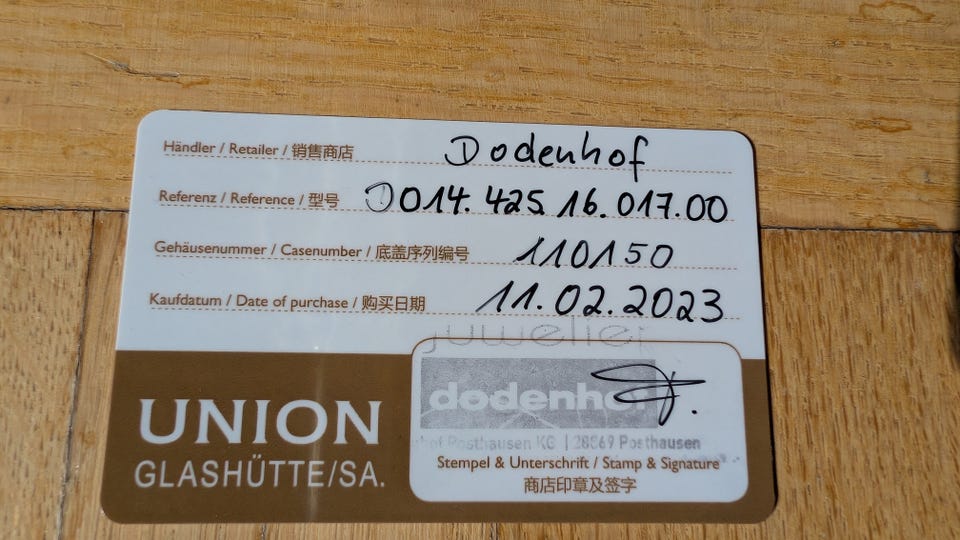 Händler / Retailer / 销售商店 Dodenhof
Referenz / Reference / 型号 D014.425.16.017.00
Gehäusenummer / Casenumber / 底盖序列编号 110150
Kaufdatum / Date of purchase / 购买日期 11.02.2023
juwelier
dodenhof
Posthausen KG | 28869 Posthausen
UNION
GLASHÜTTE/SA.
Stempel & Unterschrift / Stamp & Signature
商店印章及签字